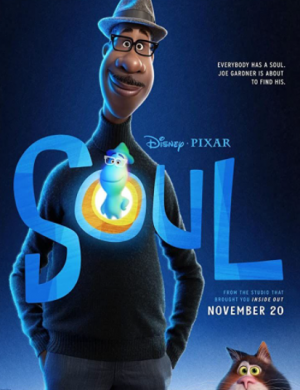 EVERYBODY HAS A SOUL.
JOE GARDNER IS ABOUT
TO FIND HIS.
Disney · PIXAR
SOUL
FROM THE STUDIO THAT
BROUGHT YOU INSIDE OUT
NOVEMBER 20